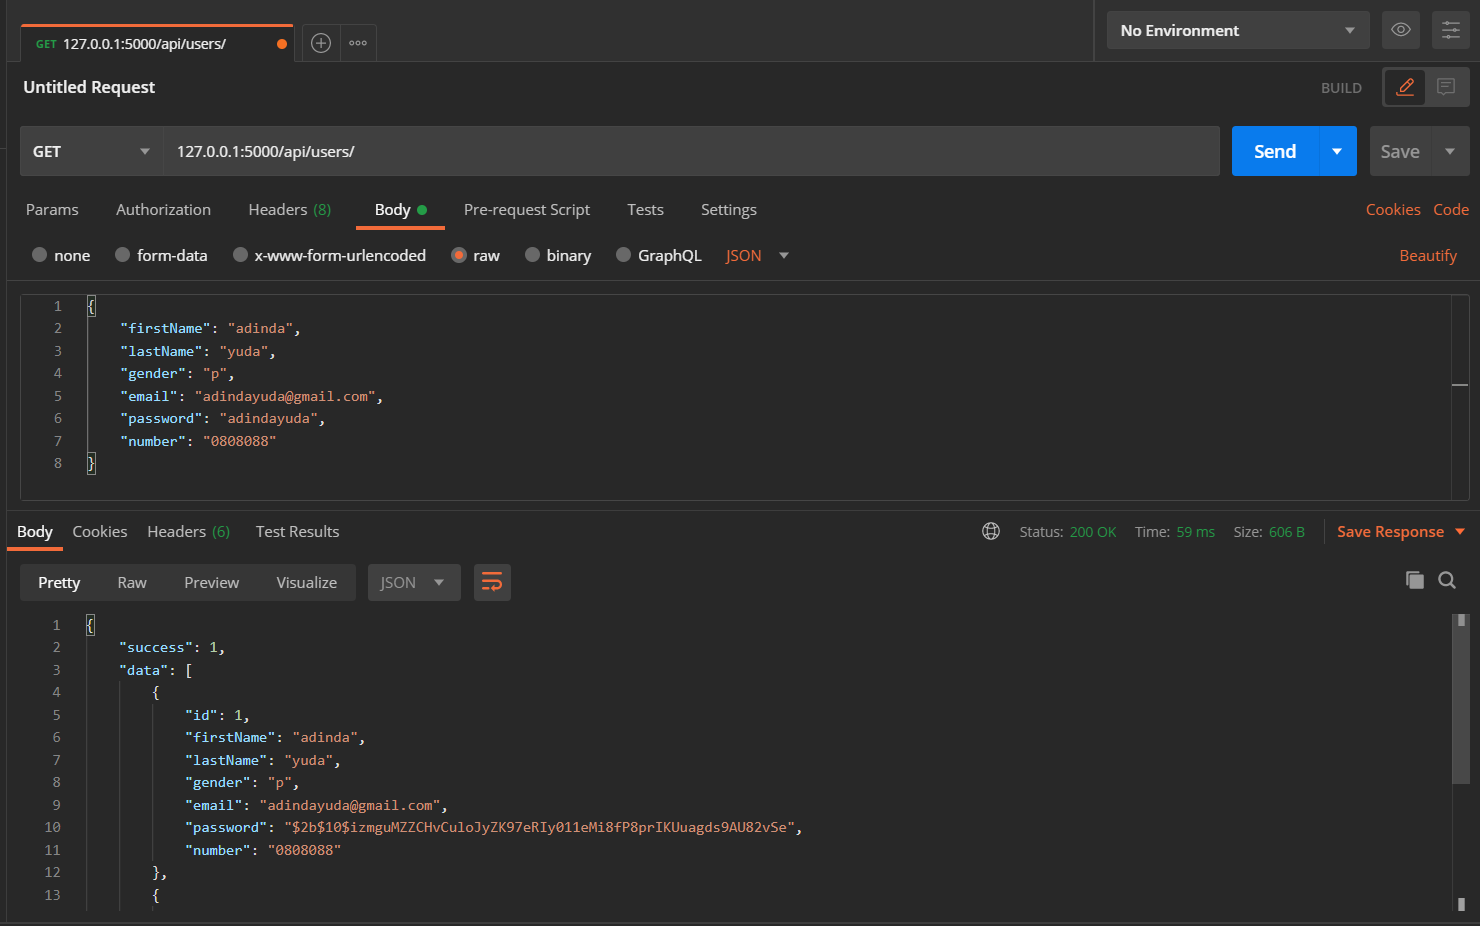 GET 127.0.0.1:5000/api/users/
No Environment
Untitled Request
BUILD
GET 127.0.0.1:5000/api/users/ Send Save
Params Authorization Headers (8) Body Pre-request Script Tests Settings Cookies Code
none form-data x-www-form-urlencoded raw binary GraphQL JSON Beautify
1 {
2 "firstName": "adinda",
3 "lastName": "yuda",
4 "gender": "p",
5 "email": "adindayuda@gmail.com",
6 "password": "adindayuda",
7 "number": "0808088"
8 }
Body Cookies Headers (6) Test Results Status: 200 OK Time: 59 ms Size: 606 B Save Response
Pretty Raw Preview Visualize JSON
1 {
2 "success": 1,
3 "data": [
4 {
5 "id": 1,
6 "firstName": "adinda",
7 "lastName": "yuda",
8 "gender": "p",
9 "email": "adindayuda@gmail.com",
10 "password": "$2b$10$izmguMZZCHvCuloJyZK97eRIy011eMi8fP8prIKUuagds9AU82vSe",
11 "number": "0808088"
12 },
13 {